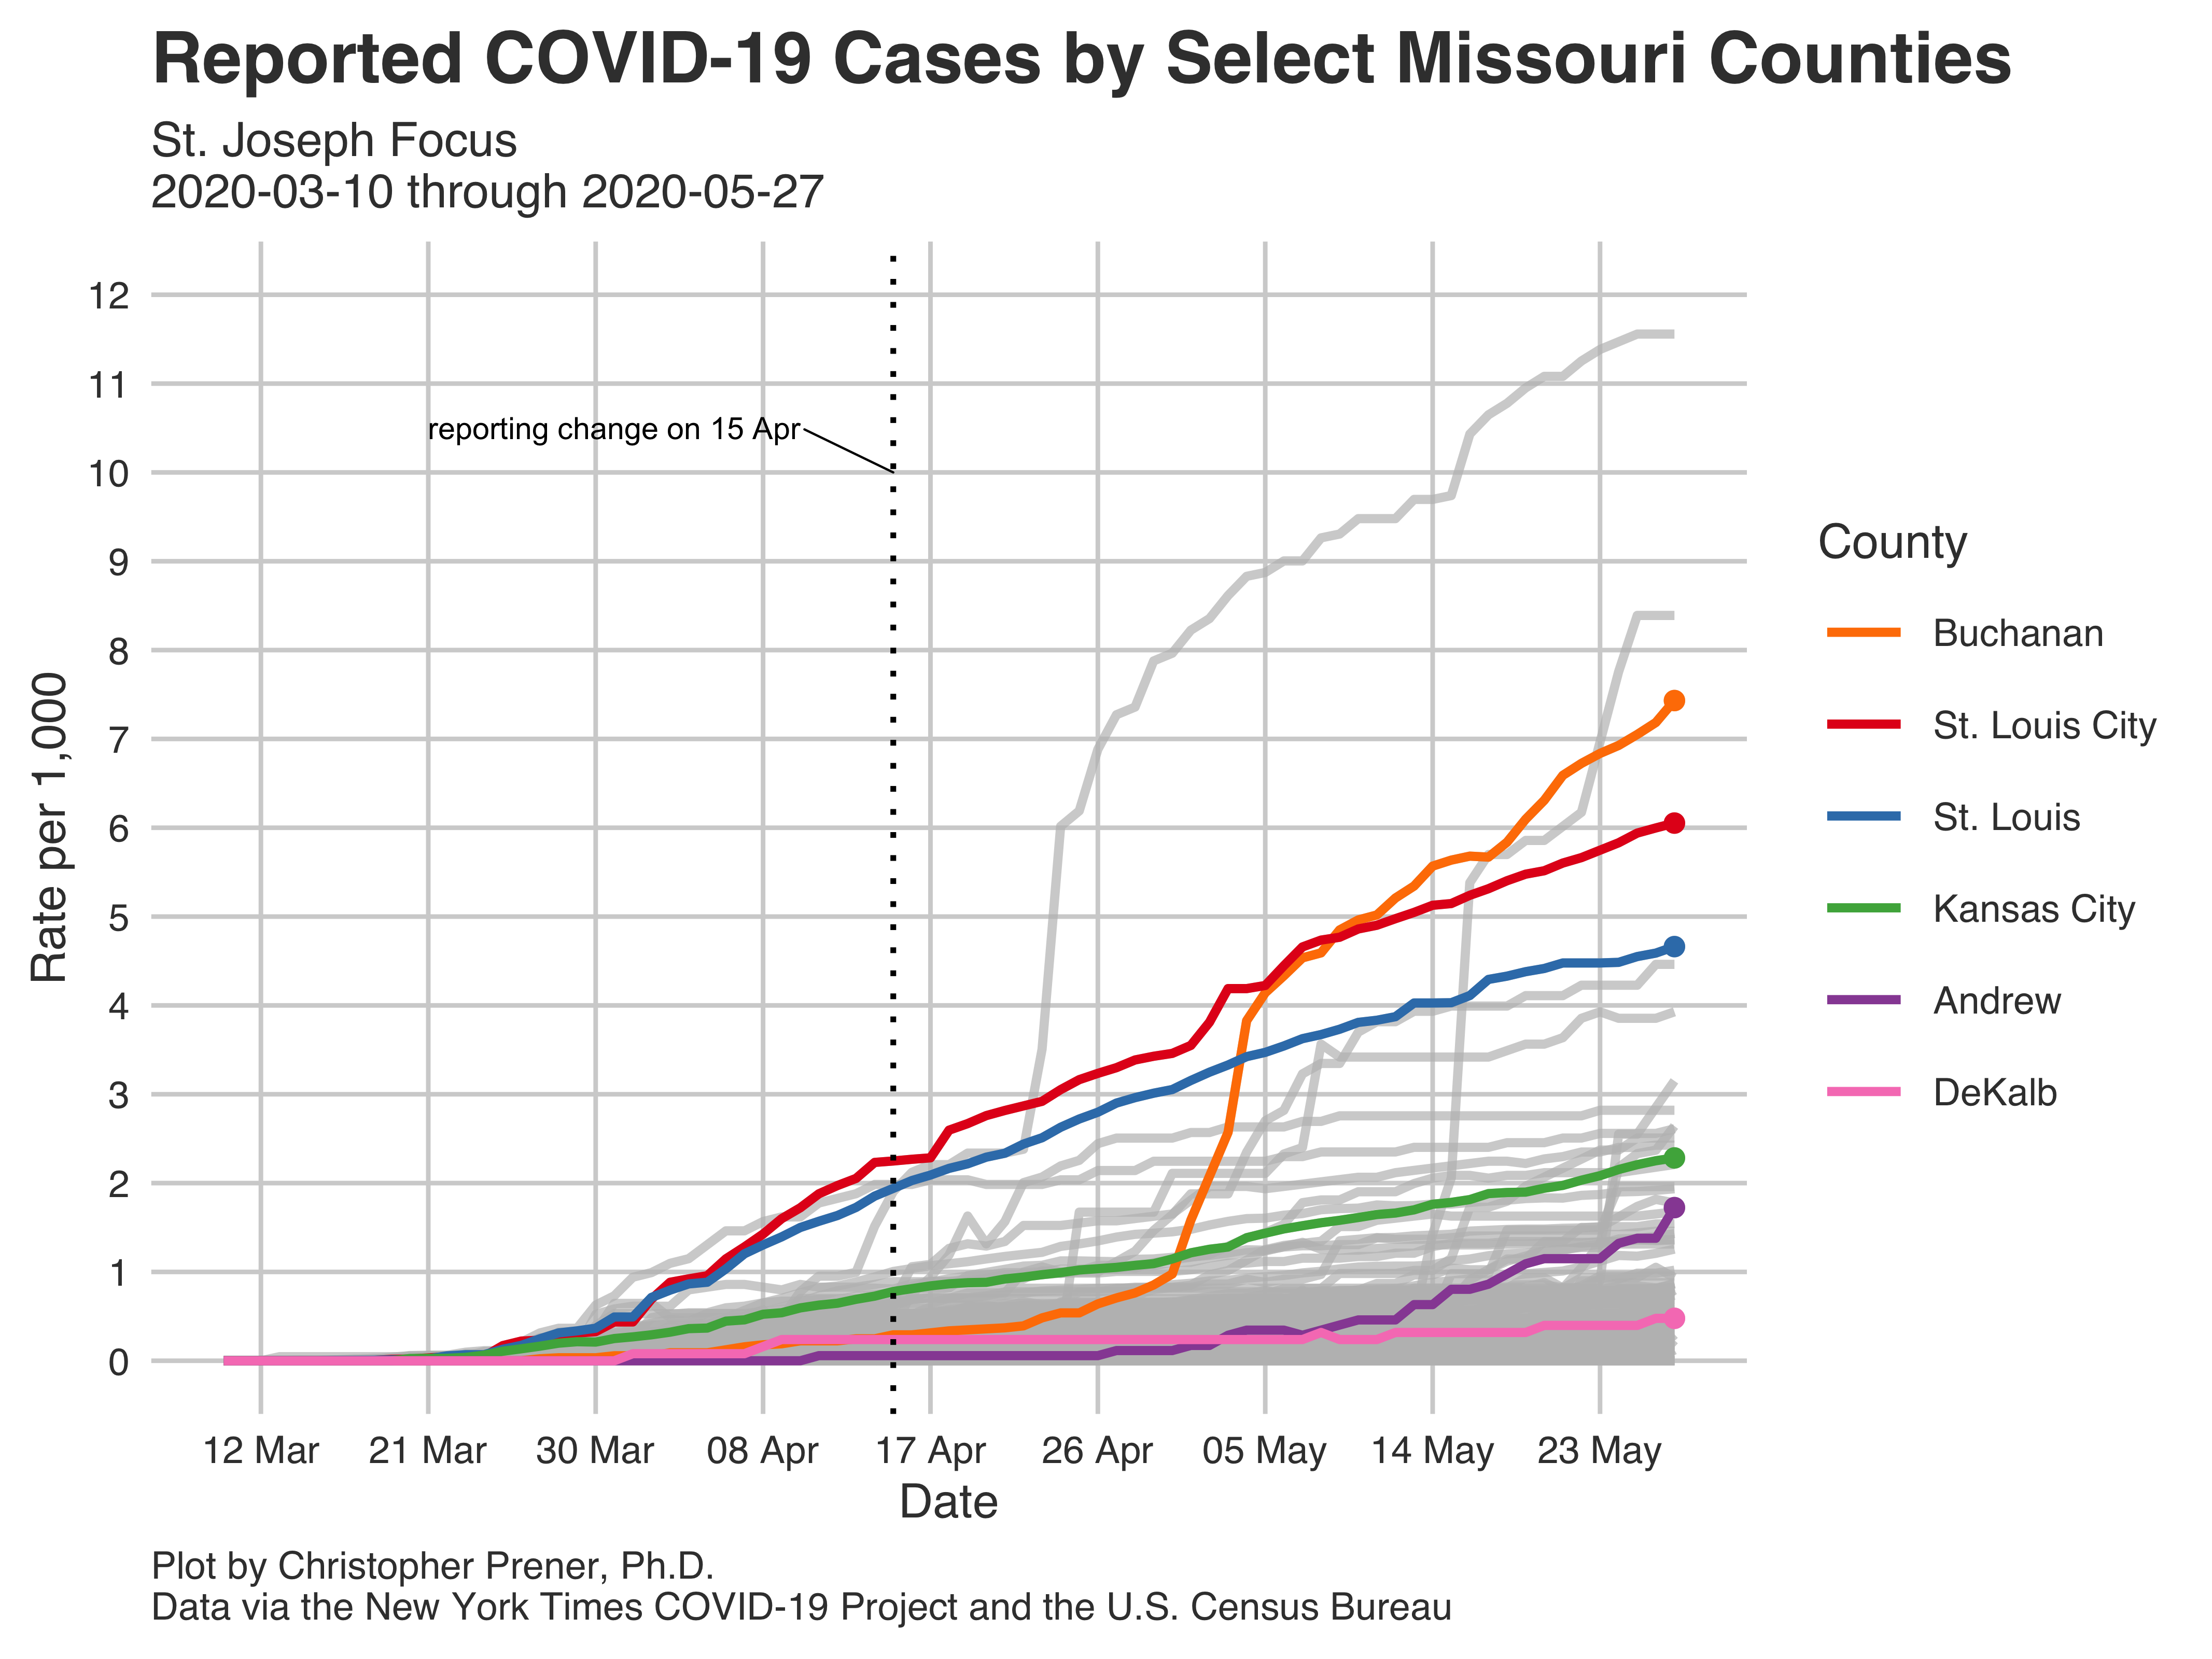 Reported COVID-19 Cases by Select Missouri Counties
St. Joseph Focus
2020-03-10 through 2020-05-27
12
11
reporting change on 15 Apr
10
9
8
7
6
5
4
3
2
1
0
Rate per 1,000
12 Mar 21 Mar 30 Mar 08 Apr 17 Apr 26 Apr 05 May 14 May 23 May
Date
County
Buchanan
St. Louis City
St. Louis
Kansas City
Andrew
DeKalb
Plot by Christopher Prener, Ph.D.
Data via the New York Times COVID-19 Project and the U.S. Census Bureau